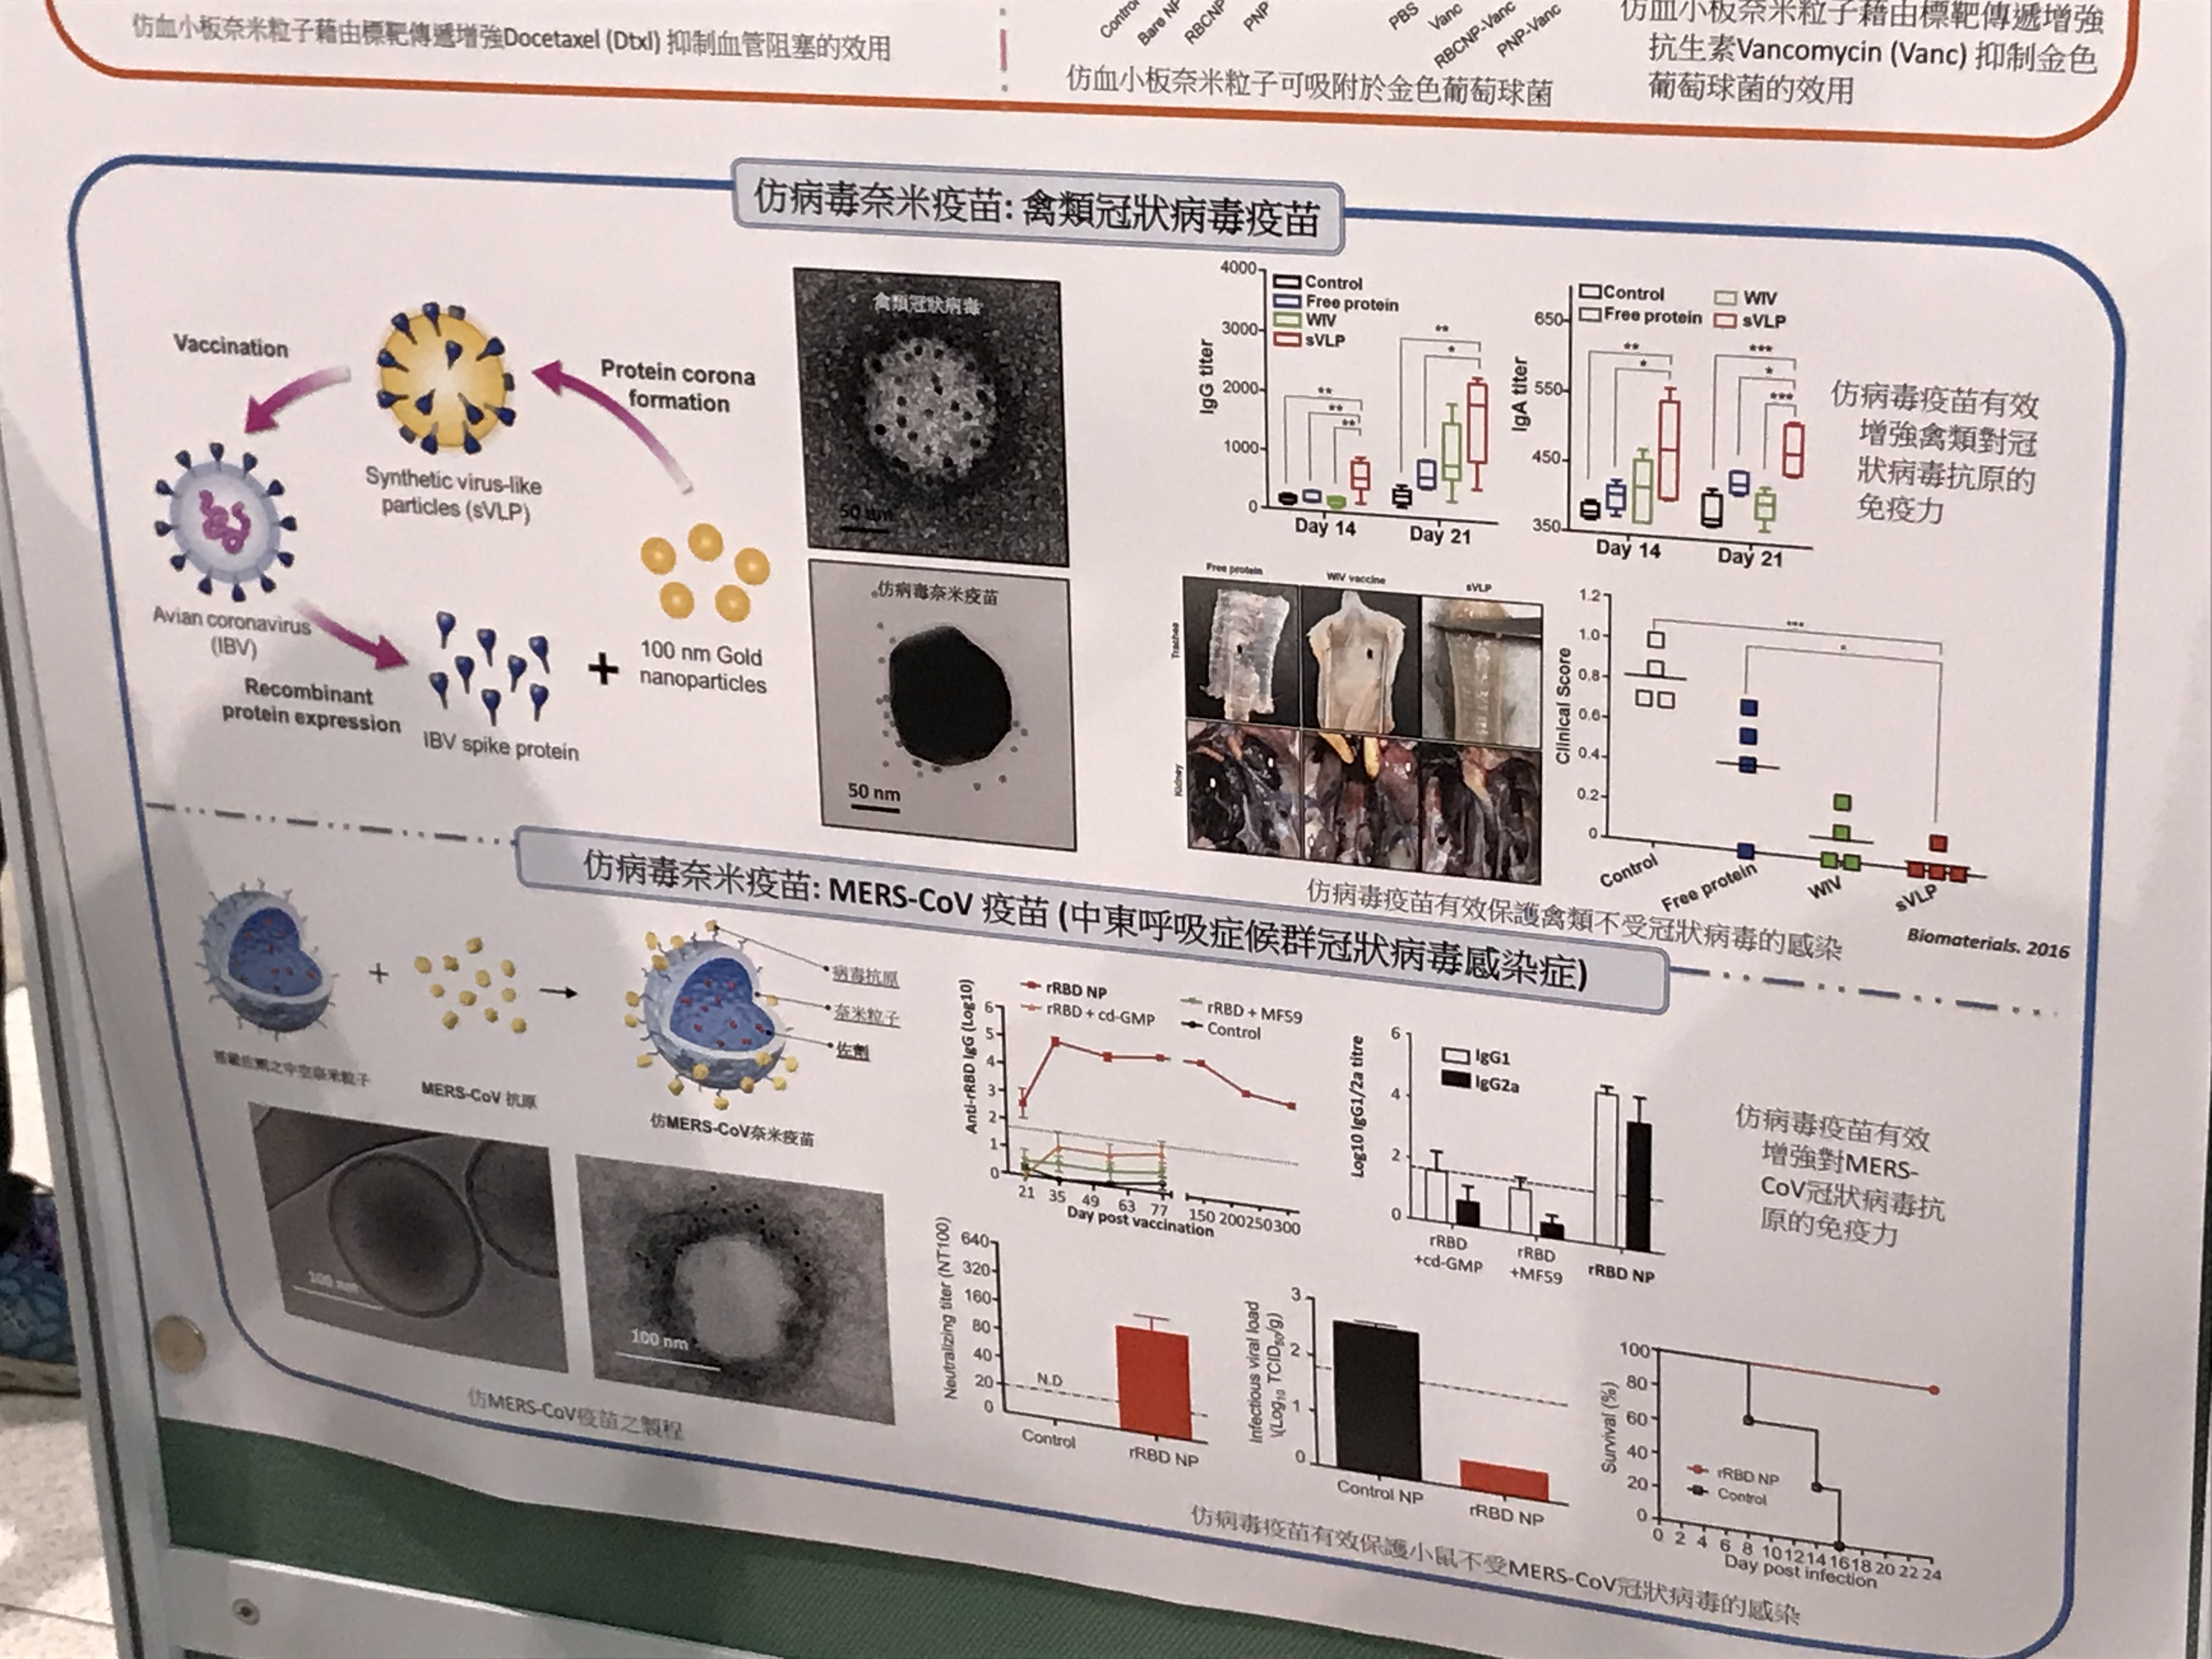 仿血小板奈米粒子藉由標靶傳遞增強Docetaxel (Dtxl) 抑制血管阻塞的效用
Control
Bare NP
RBCNP
PNP
PBS
Vanc
RBCNP-Vanc
PNP-Vanc
仿血小板奈米粒子可吸附於金色葡萄球菌
仿血小板奈米粒子藉由標靶傳遞增強
抗生素Vancomycin (Vanc) 抑制金色
葡萄球菌的效用
仿病毒奈米疫苗: 禽類冠狀病毒疫苗
Vaccination
Protein corona
formation
Synthetic virus-like
particles (sVLP)
Avian coronavirus
(IBV)
Recombinant
protein expression
IBV spike protein
+
100 nm Gold
nanoparticles
禽類冠狀病毒
50 nm
仿病毒奈米疫苗
50 nm
IgG titer
4000
3000
2000
1000
0
Control
Free protein
WIV
sVLP
** ** **
** *
Day 14
Day 21
IgA titer
650
550
450
350
Control
Free protein
WIV
sVLP
** *
*** * ***
Day 14
Day 21
仿病毒疫苗有效
增強禽類對冠
狀病毒抗原的
免疫力
Free protein
WIV vaccine
sVLP
Trachea
Kidney
Clinical Score
1.2
1.0
0.8
0.6
0.4
0.2
0
***
*
Control
Free protein
WIV
sVLP
仿病毒疫苗有效保護禽類不受冠狀病毒的感染
Biomaterials. 2016
仿病毒奈米疫苗: MERS-CoV 疫苗 (中東呼吸症候群冠狀病毒感染症)
+
MERS-CoV 抗原
病毒抗原
奈米粒子
佐劑
仿MERS-CoV奈米疫苗
100 nm
100 nm
仿MERS-CoV疫苗之製程
Anti-rRBD IgG (Log10)
rRBD NP
rRBD + cd-GMP
rRBD + MF59
Control
6
5
4
3
2
1
0
21 35 49 63 77 150 200 250 300
Day post vaccination
Log10 IgG1/2a titre
6
4
2
0
IgG1
IgG2a
rRBD
+cd-GMP
rRBD
+MF59
rRBD NP
仿病毒疫苗有效
增強對MERS-
CoV冠狀病毒抗
原的免疫力
Neutralizing titer (NT100)
640
320
160
80
40
20
0
N.D
Control
rRBD NP
Infectious viral load
\(Log10 TCID50/g)
3
2
1
0
Control NP
rRBD NP
Survival (%)
100
80
60
40
20
0
rRBD NP
Control
0 2 4 6 8 10 12 14 16 18 20 22 24
Day post infection
仿病毒疫苗有效保護小鼠不受MERS-CoV冠狀病毒的感染